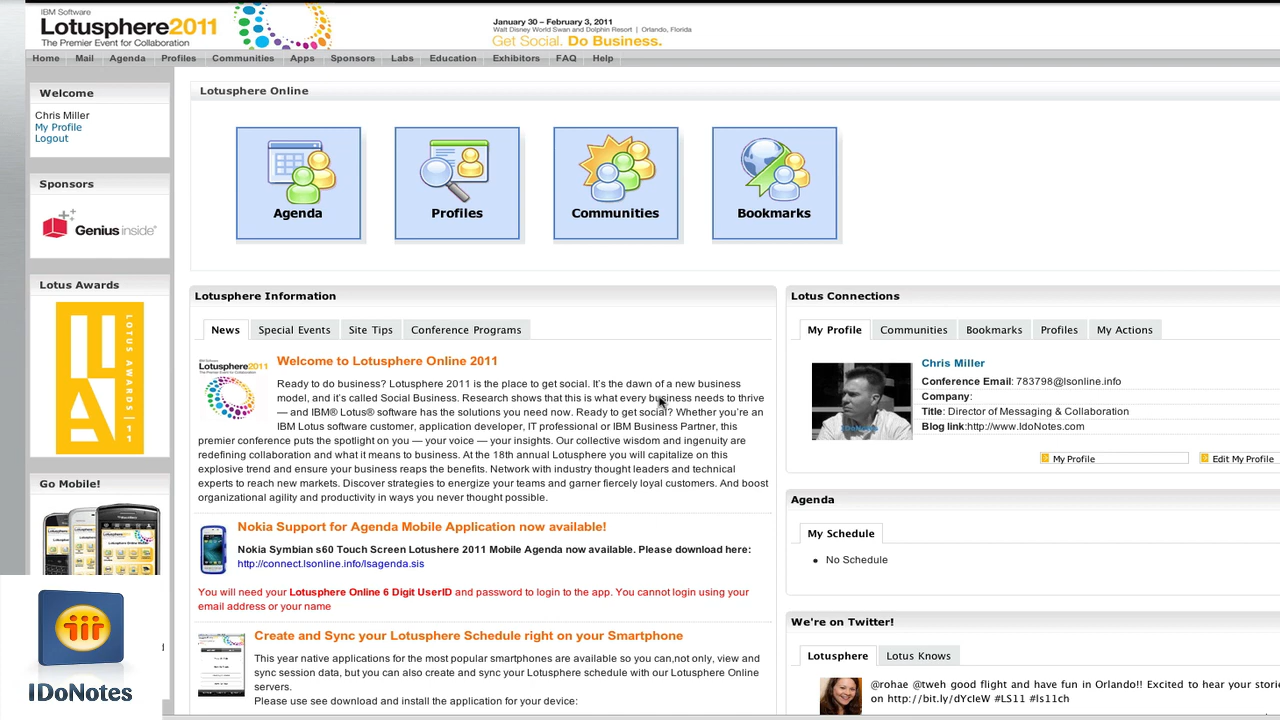 IBM Software
Lotusphere2011
The Premier Event for Collaboration
January 30 – February 3, 2011
Walt Disney World Swan and Dolphin Resort | Orlando, Florida
Get Social. Do Business.
Home Mail Agenda Profiles Communities Apps Sponsors Labs Education Exhibitors FAQ Help
Welcome
Chris Miller
My Profile
Logout
Sponsors
Genius inside
Lotus Awards
LOTUS AWARDS 11
Go Mobile!
IDoNotes
Lotusphere Online
Agenda
Profiles
Communities
Bookmarks
Lotusphere Information
News Special Events Site Tips Conference Programs
IBM Software
Lotusphere2011
Welcome to Lotusphere Online 2011
Ready to do business? Lotusphere 2011 is the place to get social. It's the dawn of a new business
model, and it's called Social Business. Research shows that this is what every business needs to thrive
— and IBM® Lotus® software has the solutions you need now. Ready to get social? Whether you're an
IBM Lotus software customer, application developer, IT professional or IBM Business Partner, this
premier conference puts the spotlight on you — your voice — your insights. Our collective wisdom and ingenuity are
redefining collaboration and what it means to business. At the 18th annual Lotusphere you will capitalize on this
explosive trend and ensure your business reaps the benefits. Network with industry thought leaders and technical
experts to reach new markets. Discover strategies to energize your teams and garner fiercely loyal customers. And boost
organizational agility and productivity in ways you never thought possible.
Nokia Support for Agenda Mobile Application now available!
Nokia Symbian s60 Touch Screen Lotushere 2011 Mobile Agenda now available. Please download here:
http://connect.lsonline.info/lsagenda.sis
You will need your Lotusphere Online 6 Digit UserID and password to login to the app. You cannot login using your
email address or your name
Create and Sync your Lotusphere Schedule right on your Smartphone
This year native applications for the most popular smartphones are available so you can,not only, view and
sync session data, but you can also create and sync your Lotusphere schedule with our Lotusphere Online
servers.
Please use see download and install the application for your device:
Lotus Connections
My Profile Communities Bookmarks Profiles My Actions
Chris Miller
Conference Email: 783798@lsonline.info
Company:
Title: Director of Messaging & Collaboration
Blog link:http://www.IdoNotes.com
My Profile Edit My Profile
Agenda
My Schedule
No Schedule
We're on Twitter!
Lotusphere Lotus Knows
@rohae @tweh good flight and have fun in Orlando!! Excited to hear your storie
on http://bit.ly/dYcIeW #LS11 #ls11ch